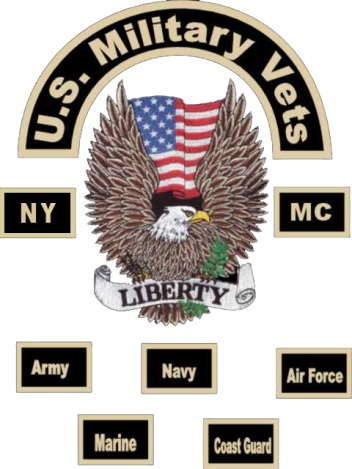 U.S. Military Vets
NY
MC
LIBERTY
Army
Navy
Air Force
Marine
Coast Guard